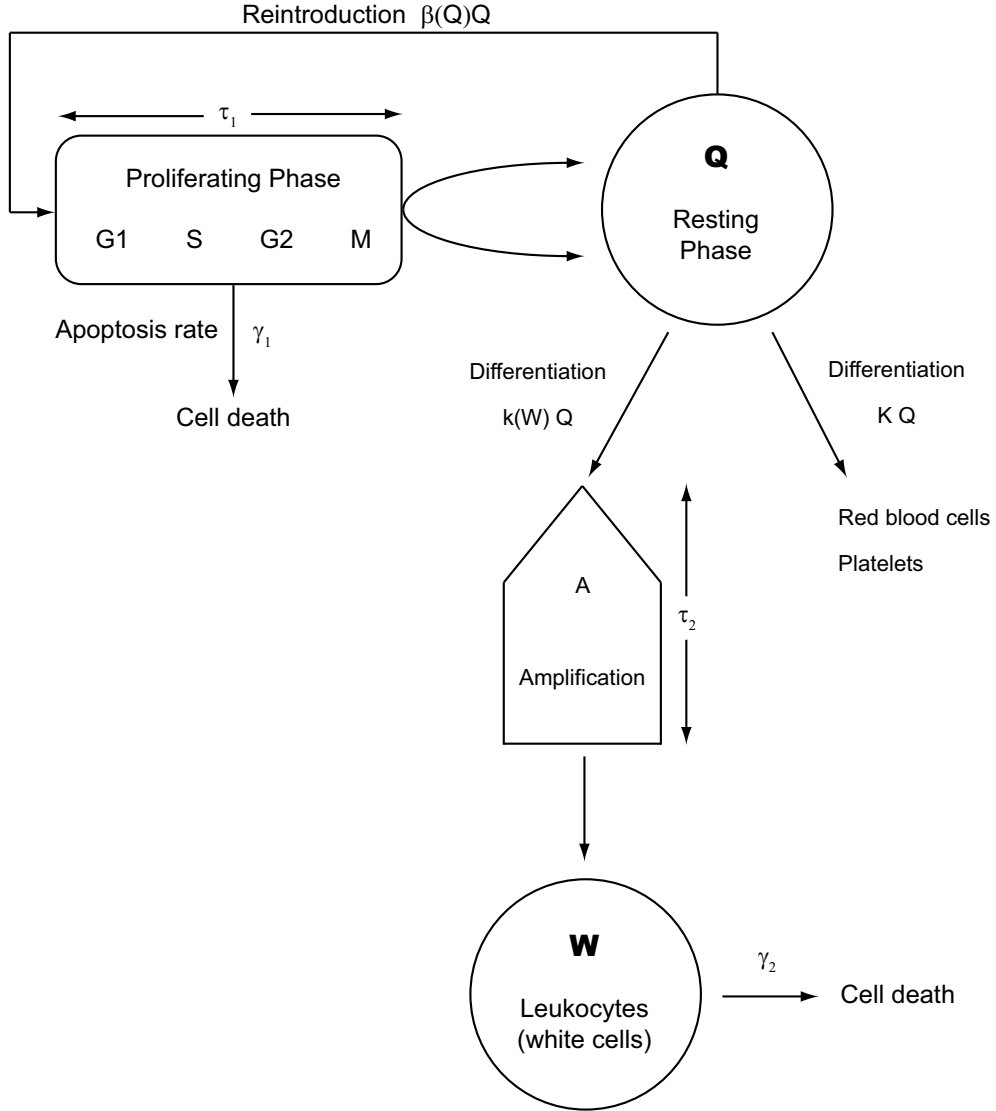 Reintroduction β(Q)Q
τ1
Proliferating Phase
G1 S G2 M
Q
Resting
Phase
Apoptosis rate γ1
Cell death
Differentiation
k(W) Q
Differentiation
K Q
Red blood cells
Platelets
A
Amplification
τ2
W
Leukocytes
(white cells)
γ2
Cell death